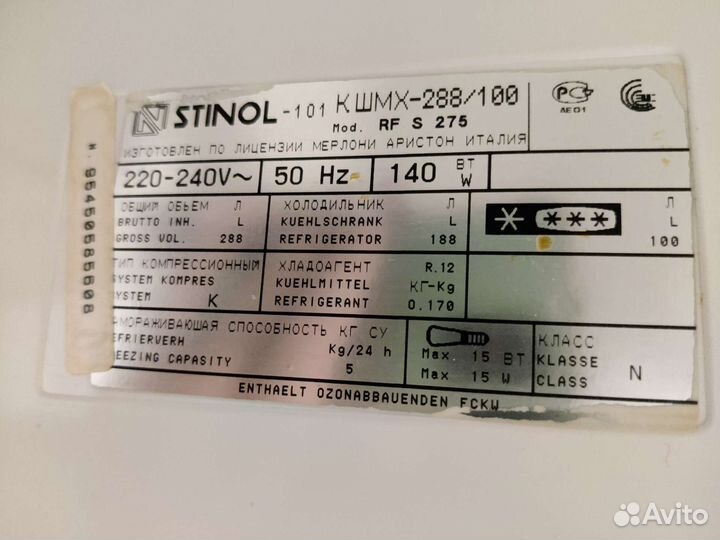 STINOL -101 КШМХ-288/100
Mod. RF S 275
АЕ01
ИЗГОТОВЛЕН ПО ЛИЦЕНЗИИ МЕРЛОНИ АРИСТОН ИТАЛИЯ
220-240V~ 50 Hz 140 ВТ W
ОБЩИЙ ОБЪЕМ Л
BRUTTO INH. L
GROSS VOL. 288
ХОЛОДИЛЬНИК Л
KUEHLSCHRANK L
REFRIGERATOR 188
Л
L
100
ТИП КОМПРЕССИОННЫЙ
SYSTEM KOMPRES
SYSTEM K
ХЛАДОАГЕНТ R.12
KUEHLMITTEL КГ-Kg
REFRIGERANT 0.170
ЗАМОРАЖИВАЮЩАЯ СПОСОБНОСТЬ КГ СУ
GEFRIERVERH Kg/24 h
FREEZING CAPASITY 5
Max 15 ВТ
Max 15 W
КЛАСС
KLASSE
CLASS N
ENTHAELT OZONABBAUENDEN FCKW
Avito